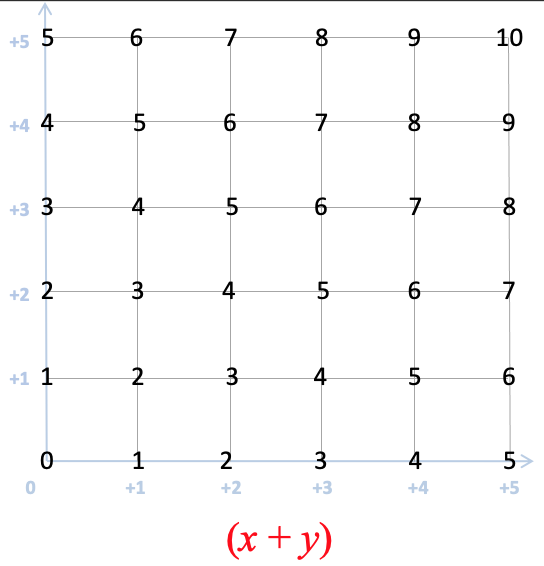 +5 5 6 7 8 9 10
+4 4 5 6 7 8 9
+3 3 4 5 6 7 8
+2 2 3 4 5 6 7
+1 1 2 3 4 5 6
0 1 2 3 4 5
0 +1 +2 +3 +4 +5
(x + y)